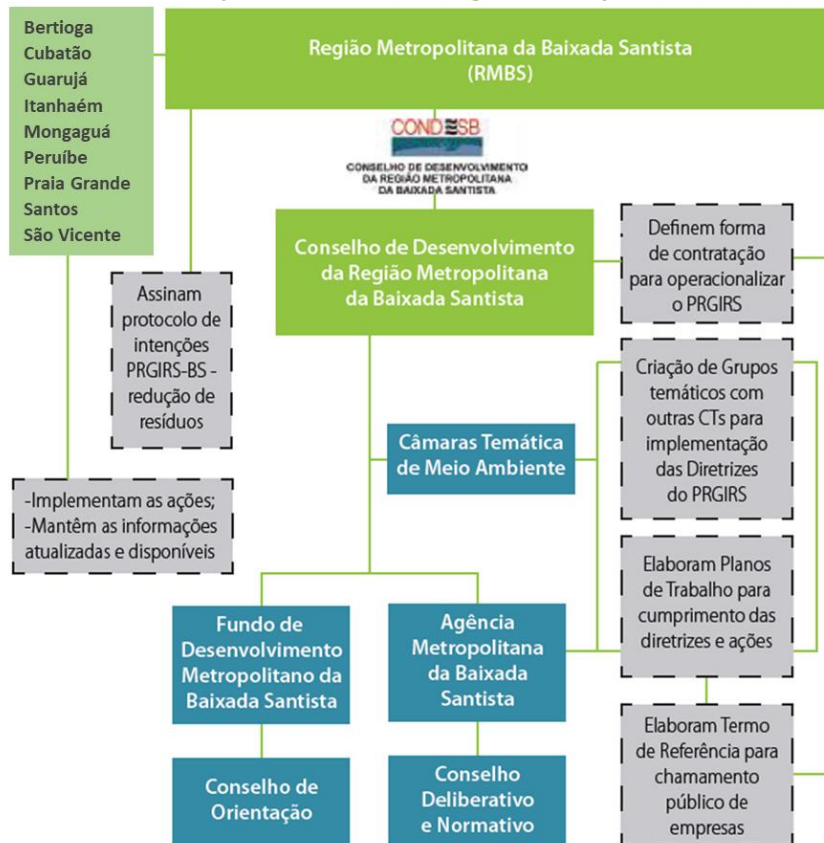 Bertioga
Cubatão
Guarujá
Itanhaém
Mongaguá
Peruíbe
Praia Grande
Santos
São Vicente
Região Metropolitana da Baixada Santista
(RMBS)
COND SB
CONSELHO DE DESENVOLVIMENTO
DA REGIÃO METROPOLITANA
DA BAIXADA SANTISTA
Conselho de Desenvolvimento
da Região Metropolitana
da Baixada Santista
Definem forma
de contratação
para operacionalizar
o PRGIRS
Assinam
protocolo de
intenções
PRGIRS-BS -
redução de
resíduos
Criação de Grupos
temáticos com
outras CTs para
implementação
das Diretrizes
do PRGIRS
Câmaras Temática
de Meio Ambiente
-Implementam as ações;
-Mantêm as informações
atualizadas e disponíveis
Elaboram Planos
de Trabalho para
cumprimento das
diretrizes e ações
Fundo de
Desenvolvimento
Metropolitano da
Baixada Santista
Agência
Metropolitana
da Baixada
Santista
Elaboram Termo
de Referência para
chamamento
público de
empresas
Conselho de
Orientação
Conselho
Deliberativo
e Normativo